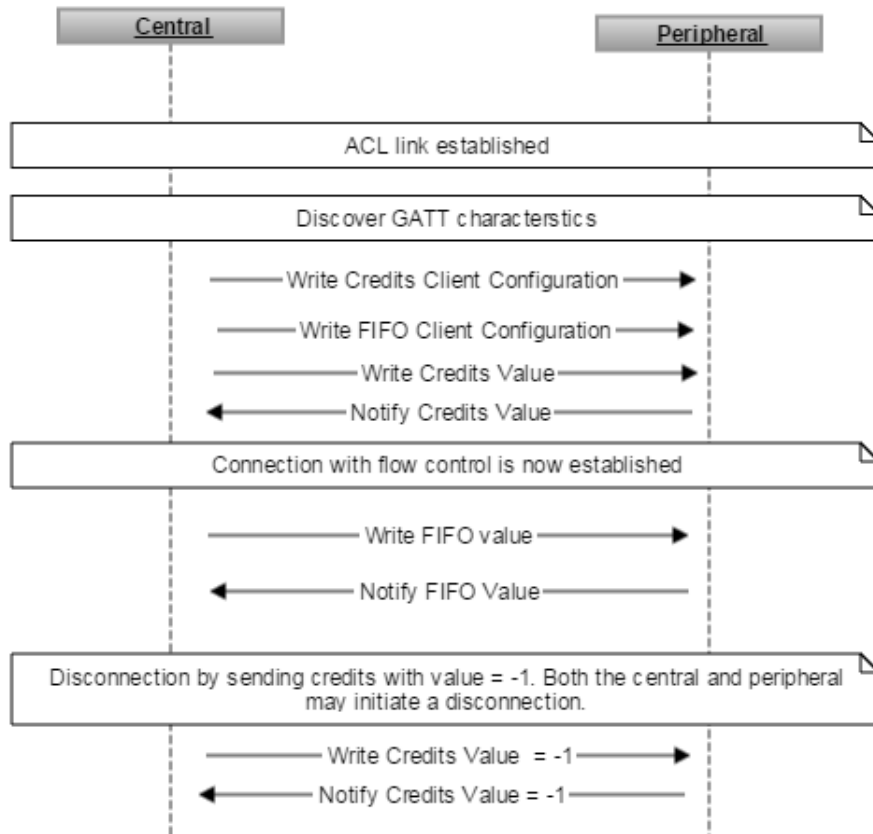 Central
Peripheral
ACL link established
Discover GATT characterstics
Write Credits Client Configuration
Write FIFO Client Configuration
Write Credits Value
Notify Credits Value
Connection with flow control is now established
Write FIFO value
Notify FIFO Value
Disconnection by sending credits with value = -1. Both the central and peripheral
may initiate a disconnection.
Write Credits Value = -1
Notify Credits Value = -1